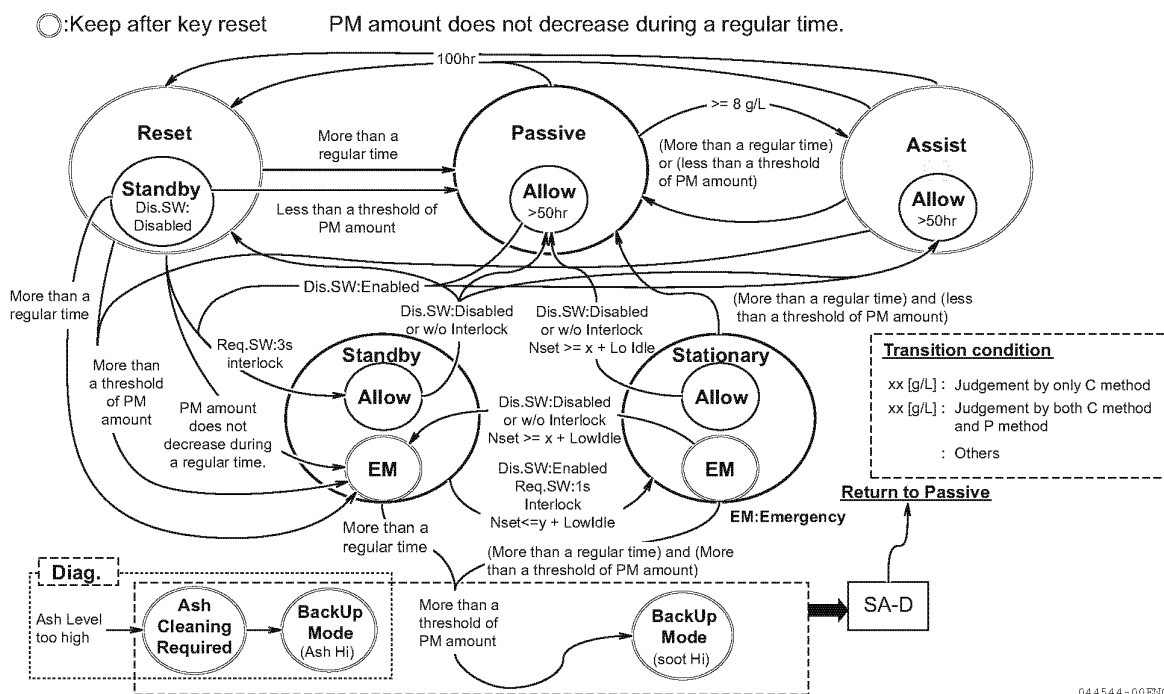 :Keep after key reset
PM amount does not decrease during a regular time.
100hr
Reset
Standby
Dis.SW:
Disabled
More than a
regular time
Less than a threshold of
PM amount
Passive
Allow
>50hr
>= 8 g/L
(More than a regular time)
or (less than a threshold
of PM amount)
Assist
Allow
>50hr
More than a
regular time
Dis.SW:Enabled
Dis.SW:Disabled
or w/o Interlock
Dis.SW:Disabled
or w/o Interlock
Nset >= x + Lo Idle
(More than a regular time) and (less
than a threshold of PM amount)
More than
a threshold
of PM
amount
Req.SW:3s
interlock
PM amount
does not
decrease during
a regular time.
Standby
Allow
EM
Dis.SW:Disabled
or w/o Interlock
Nset >= x + LowIdle
Dis.SW:Enabled
Req.SW:1s
Interlock
Nset<=y + LowIdle
Stationary
Allow
EM
Transition condition
xx [g/L] : Judgement by only C method
xx [g/L] : Judgement by both C method
and P method
: Others
Return to Passive
EM:Emergency
More than a
regular time
(More than a regular time) and (More
than a threshold of PM amount)
Diag.
Ash Level
too high
Ash
Cleaning
Required
BackUp
Mode
(Ash Hi)
More than a
threshold of
PM amount
BackUp
Mode
(soot Hi)
SA-D